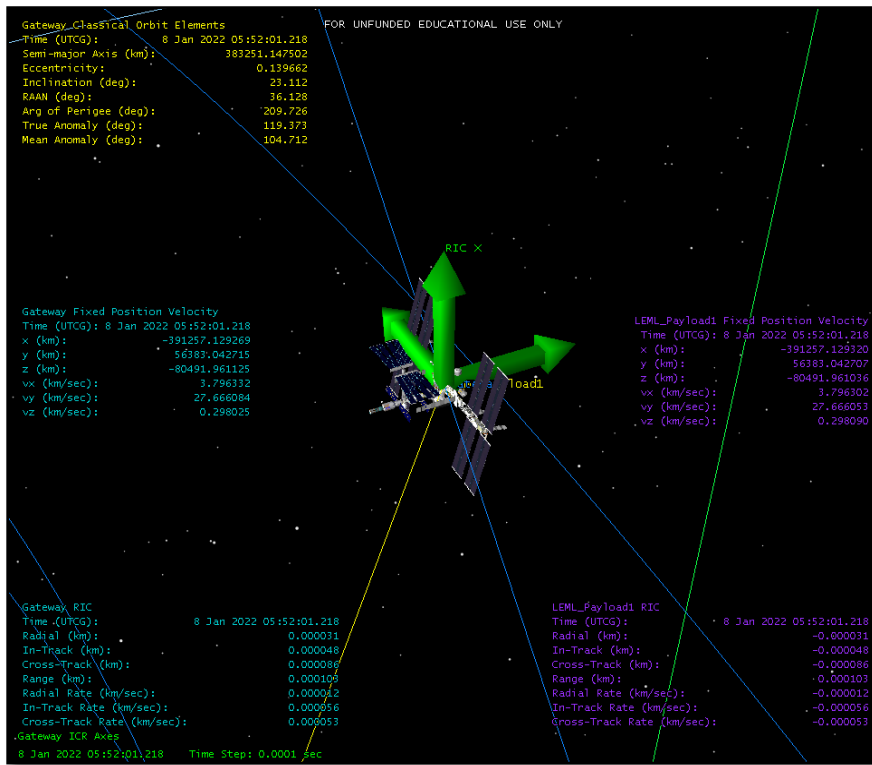 Gateway Classical Orbit Elements
Time (UTCG): 8 Jan 2022 05:52:01.218
Semi-major Axis (km): 383251.147502
Eccentricity: 0.139662
Inclination (deg): 23.112
RAAN (deg): 36.128
Arg of Perigee (deg): 209.726
True Anomaly (deg): 119.373
Mean Anomaly (deg): 104.712
FOR UNFUNDED EDUCATIONAL USE ONLY
RIC X
Gateway Fixed Position Velocity
Time (UTCG): 8 Jan 2022 05:52:01.218
x (km): -391257.129269
y (km): 56383.042715
z (km): -80491.961125
vx (km/sec): 3.796332
vy (km/sec): 27.666084
vz (km/sec): 0.298025
LEML_Payload1 Fixed Position Velocity
Time (UTCG): 8 Jan 2022 05:52:01.218
x (km): -391257.129320
y (km): 56383.042707
z (km): -80491.961036
vx (km/sec): 3.796302
vy (km/sec): 27.666053
vz (km/sec): 0.298090
Gateway RIC
Time (UTCG): 8 Jan 2022 05:52:01.218
Radial (km): 0.000031
In-Track (km): 0.000048
Cross-Track (km): 0.000086
Range (km): 0.000103
Radial Rate (km/sec): 0.000012
In-Track Rate (km/sec): 0.000056
Cross-Track Rate (km/sec): 0.000053
LEML_Payload1 RIC
Time (UTCG): 8 Jan 2022 05:52:01.218
Radial (km): -0.000031
In-Track (km): -0.000048
Cross-Track (km): -0.000086
Range (km): 0.000103
Radial Rate (km/sec): -0.000012
In-Track Rate (km/sec): -0.000056
Cross-Track Rate (km/sec): -0.000053
Gateway ICR Axes
8 Jan 2022 05:52:01.218 Time Step: 0.0001 sec